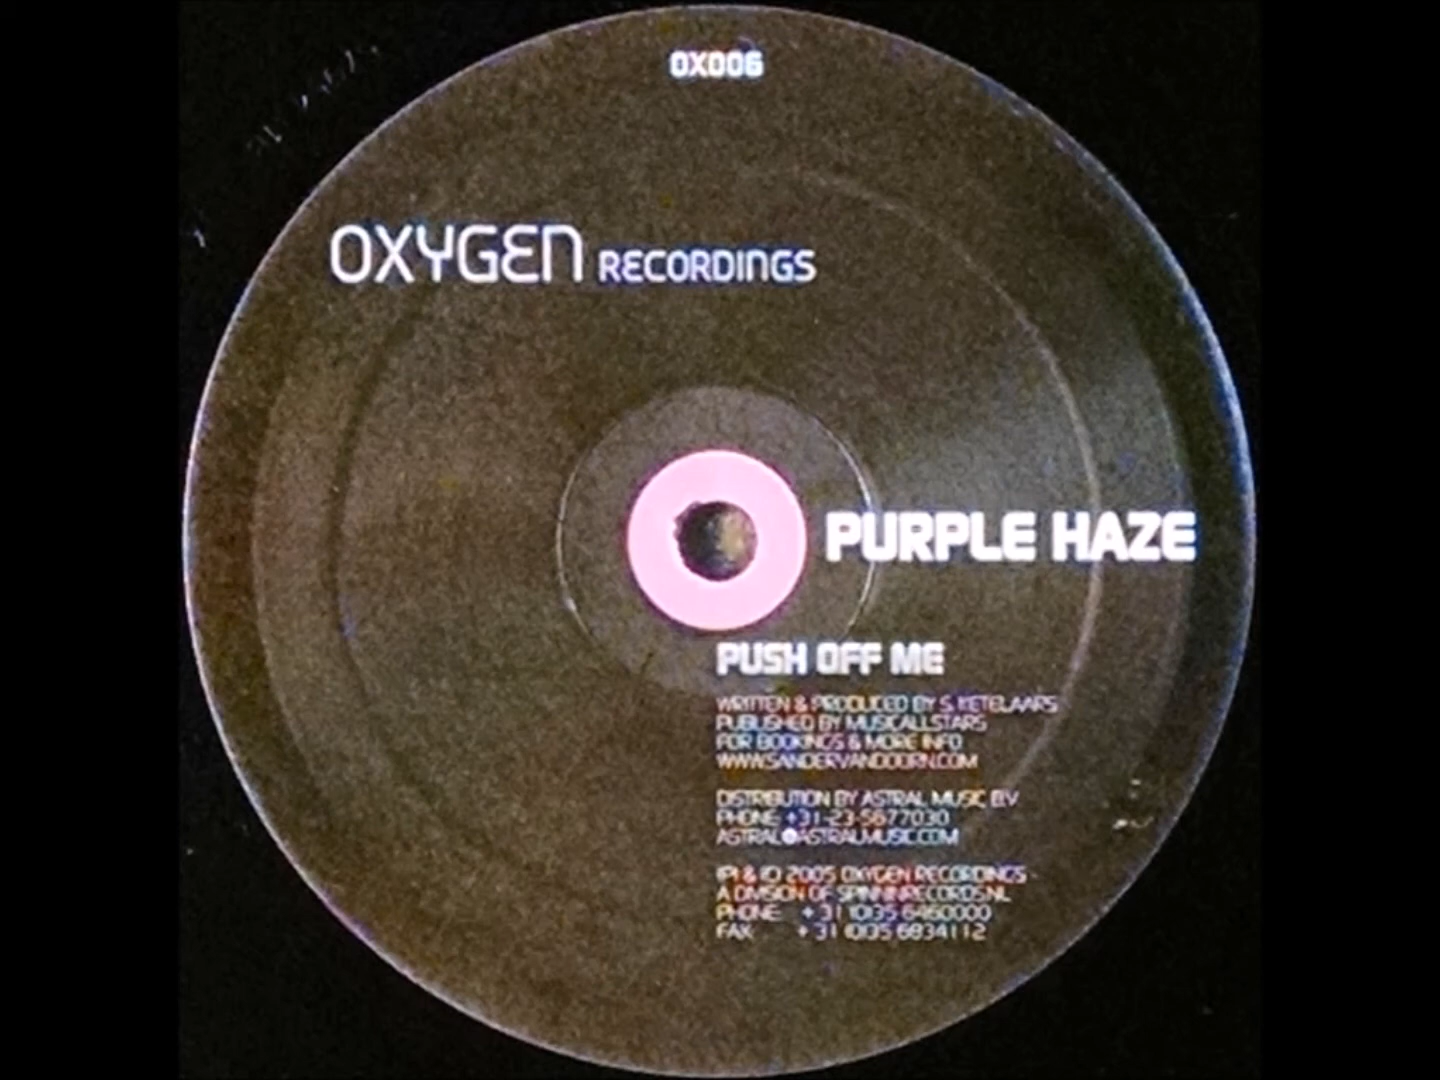 OX006
OXYGEN RECORDINGS
PURPLE HAZE
PUSH OFF ME
WRITTEN & PRODUCED BY S. KETELAARS
PUBLISHED BY MUSICALLSTARS
FOR BOOKINGS & MORE INFO
WWW.SANDERVANDOORN.COM
DISTRIBUTION BY ASTRAL MUSIC B.V
PHONE: +31-23-5677030
ASTRAL@ASTRALMUSIC.COM
(P) & (C) 2005 OXYGEN RECORDINGS
A DIVISION OF SPINNINRECORDS.NL
PHONE: + 31 (0)35 6460000
FAX + 31 (0)35 6834112